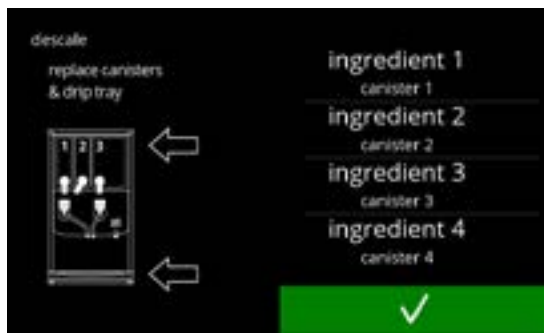 descale
replace canisters
& drip tray
1 2 3
ingredient 1
canister 1
ingredient 2
canister 2
ingredient 3
canister 3
ingredient 4
canister 4